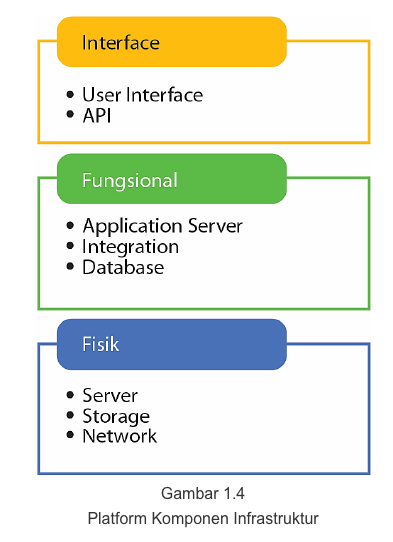 Interface
• User Interface
• API
Fungsional
• Application Server
• Integration
• Database
Fisik
• Server
• Storage
• Network
Gambar 1.4
Platform Komponen Infrastruktur